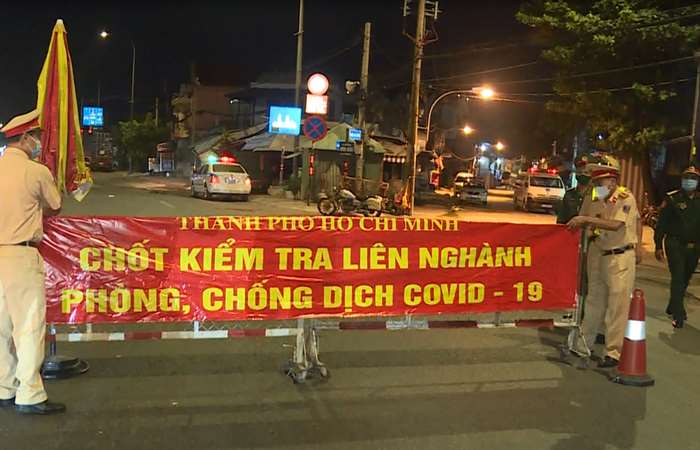 THÀNH PHỐ HỒ CHÍ MINH
CHỐT KIỂM TRA LIÊN NGHÀNH
PHÒNG, CHỐNG DỊCH COVID - 19